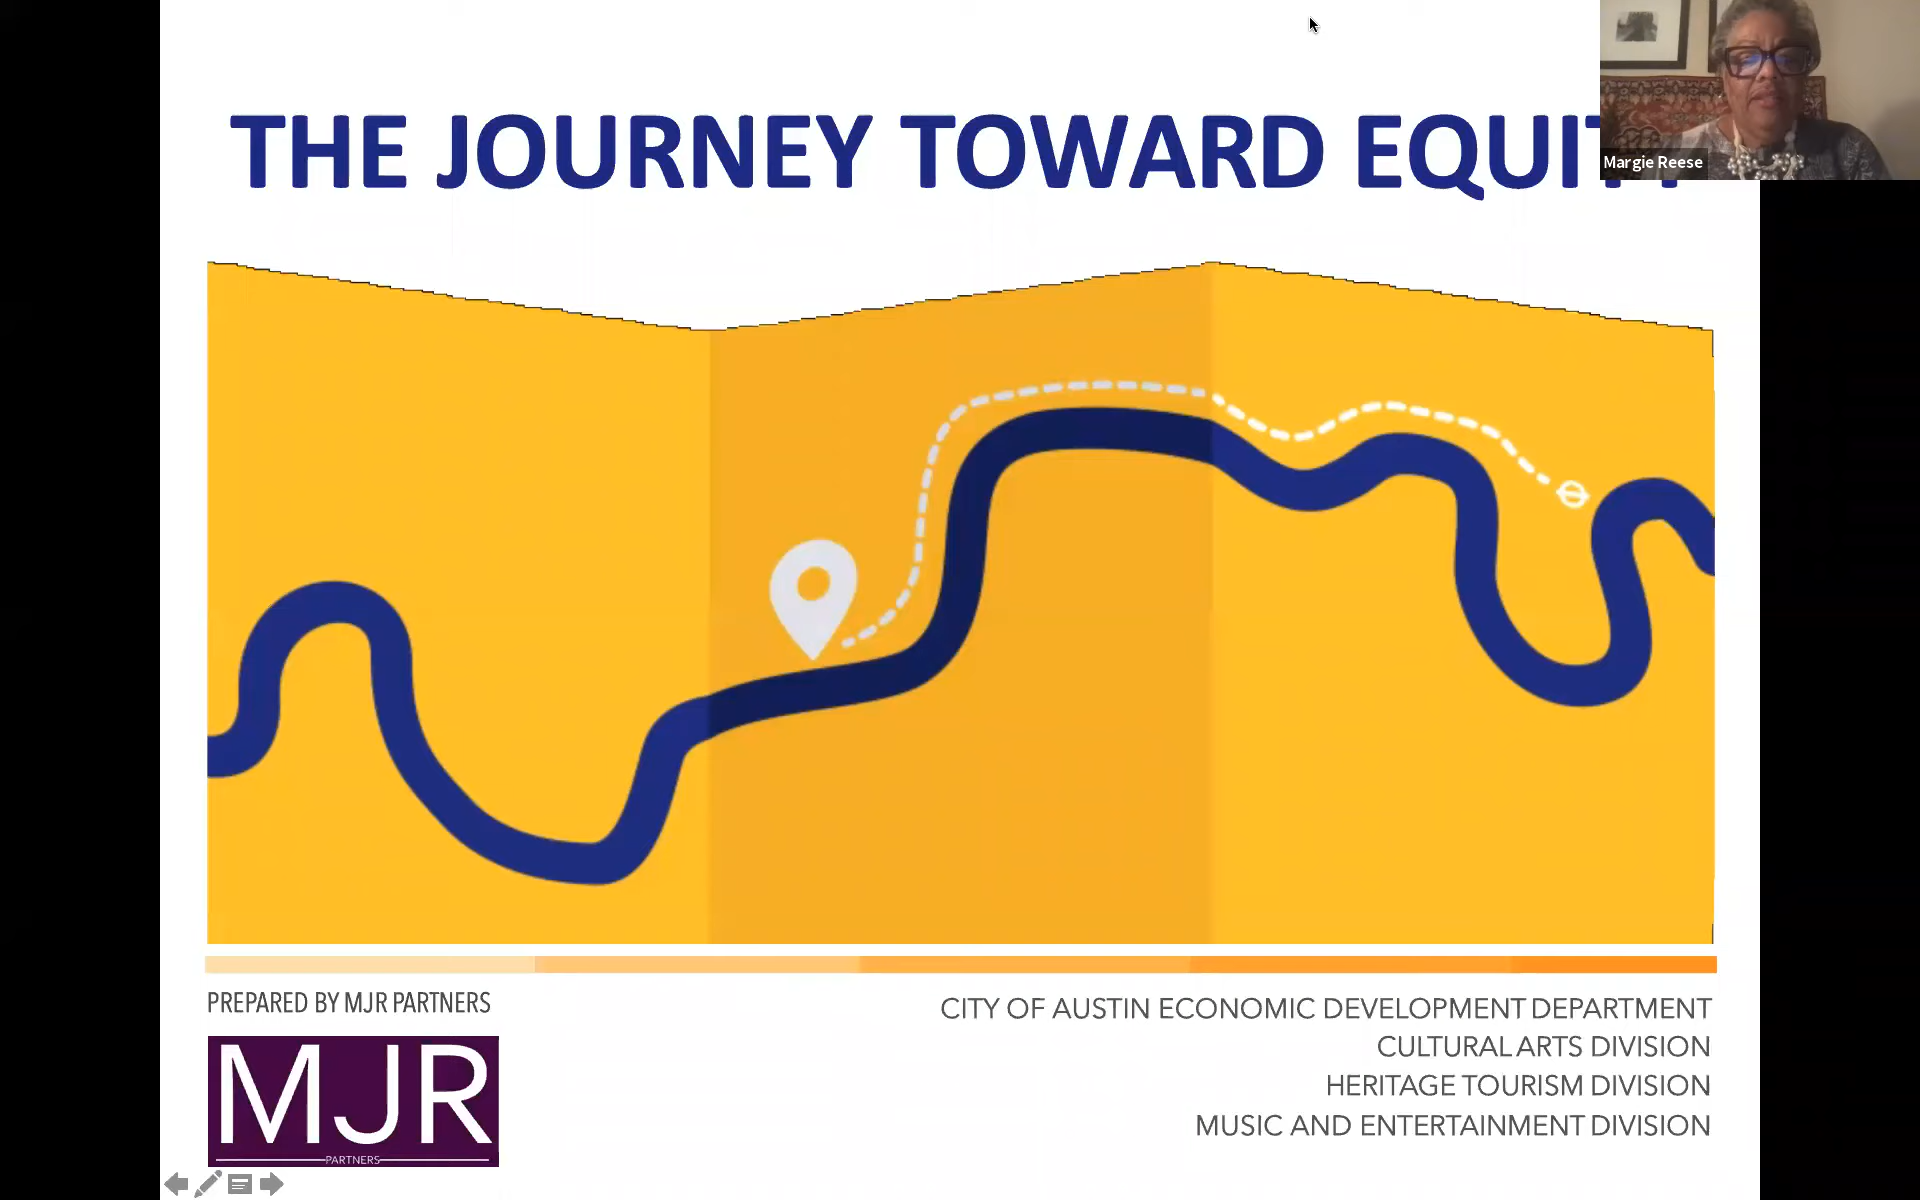 THE JOURNEY TOWARD
Margie Reese
PREPARED BY MJR PARTNERS
MJR
PARTNERS
CITY OF AUSTIN ECONOMIC DEVELOPMENT DEPARTMENT
CULTURAL ARTS DIVISION
HERITAGE TOURISM DIVISION
MUSIC AND ENTERTAINMENT DIVISION